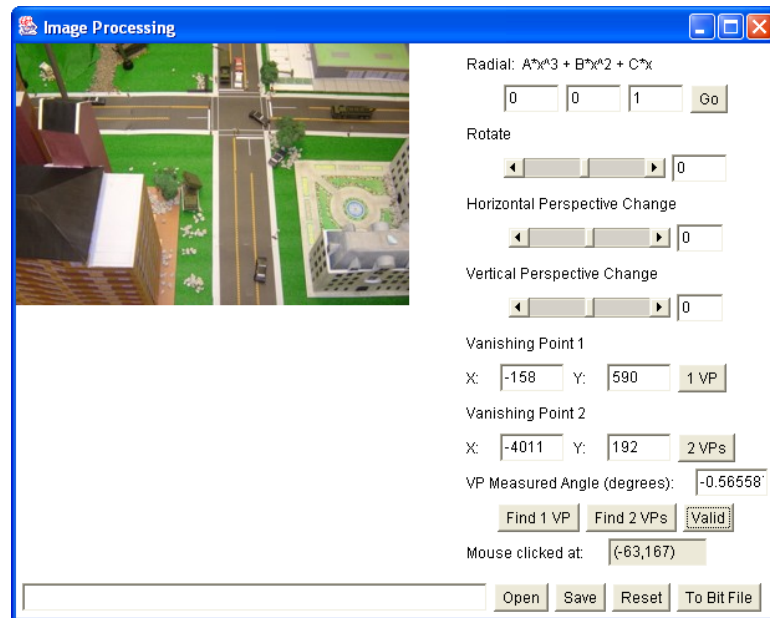 Image Processing
Radial: A*x^3 + B*x^2 + C*x
0 0 1 Go
Rotate
0
Horizontal Perspective Change
0
Vertical Perspective Change
0
Vanishing Point 1
X: -158 Y: 590 1 VP
Vanishing Point 2
X: -4011 Y: 192 2 VPs
VP Measured Angle (degrees): -0.56558
Find 1 VP Find 2 VPs Valid
Mouse clicked at: (-63,167)
Open Save Reset To Bit File